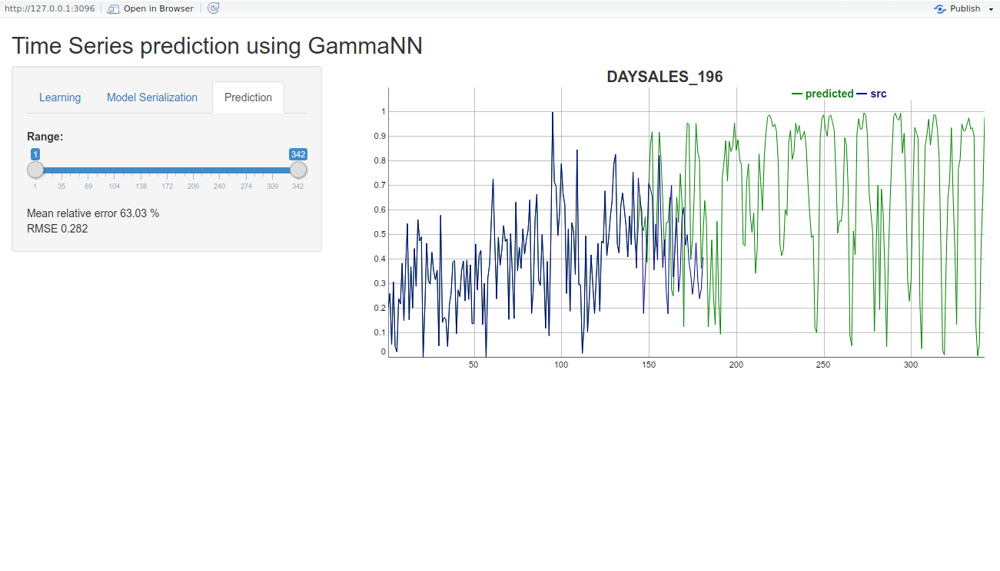 http://127.0.0.1:3096 Open in Browser Publish
Time Series prediction using GammaNN
Learning Model Serialization Prediction
Range:
1 342
1 35 69 104 138 172 206 240 274 309 342
Mean relative error 63.03 %
RMSE 0.282
DAYSALES_196
predicted src
1
0.9
0.8
0.7
0.6
0.5
0.4
0.3
0.2
0.1
0
50 100 150 200 250 300